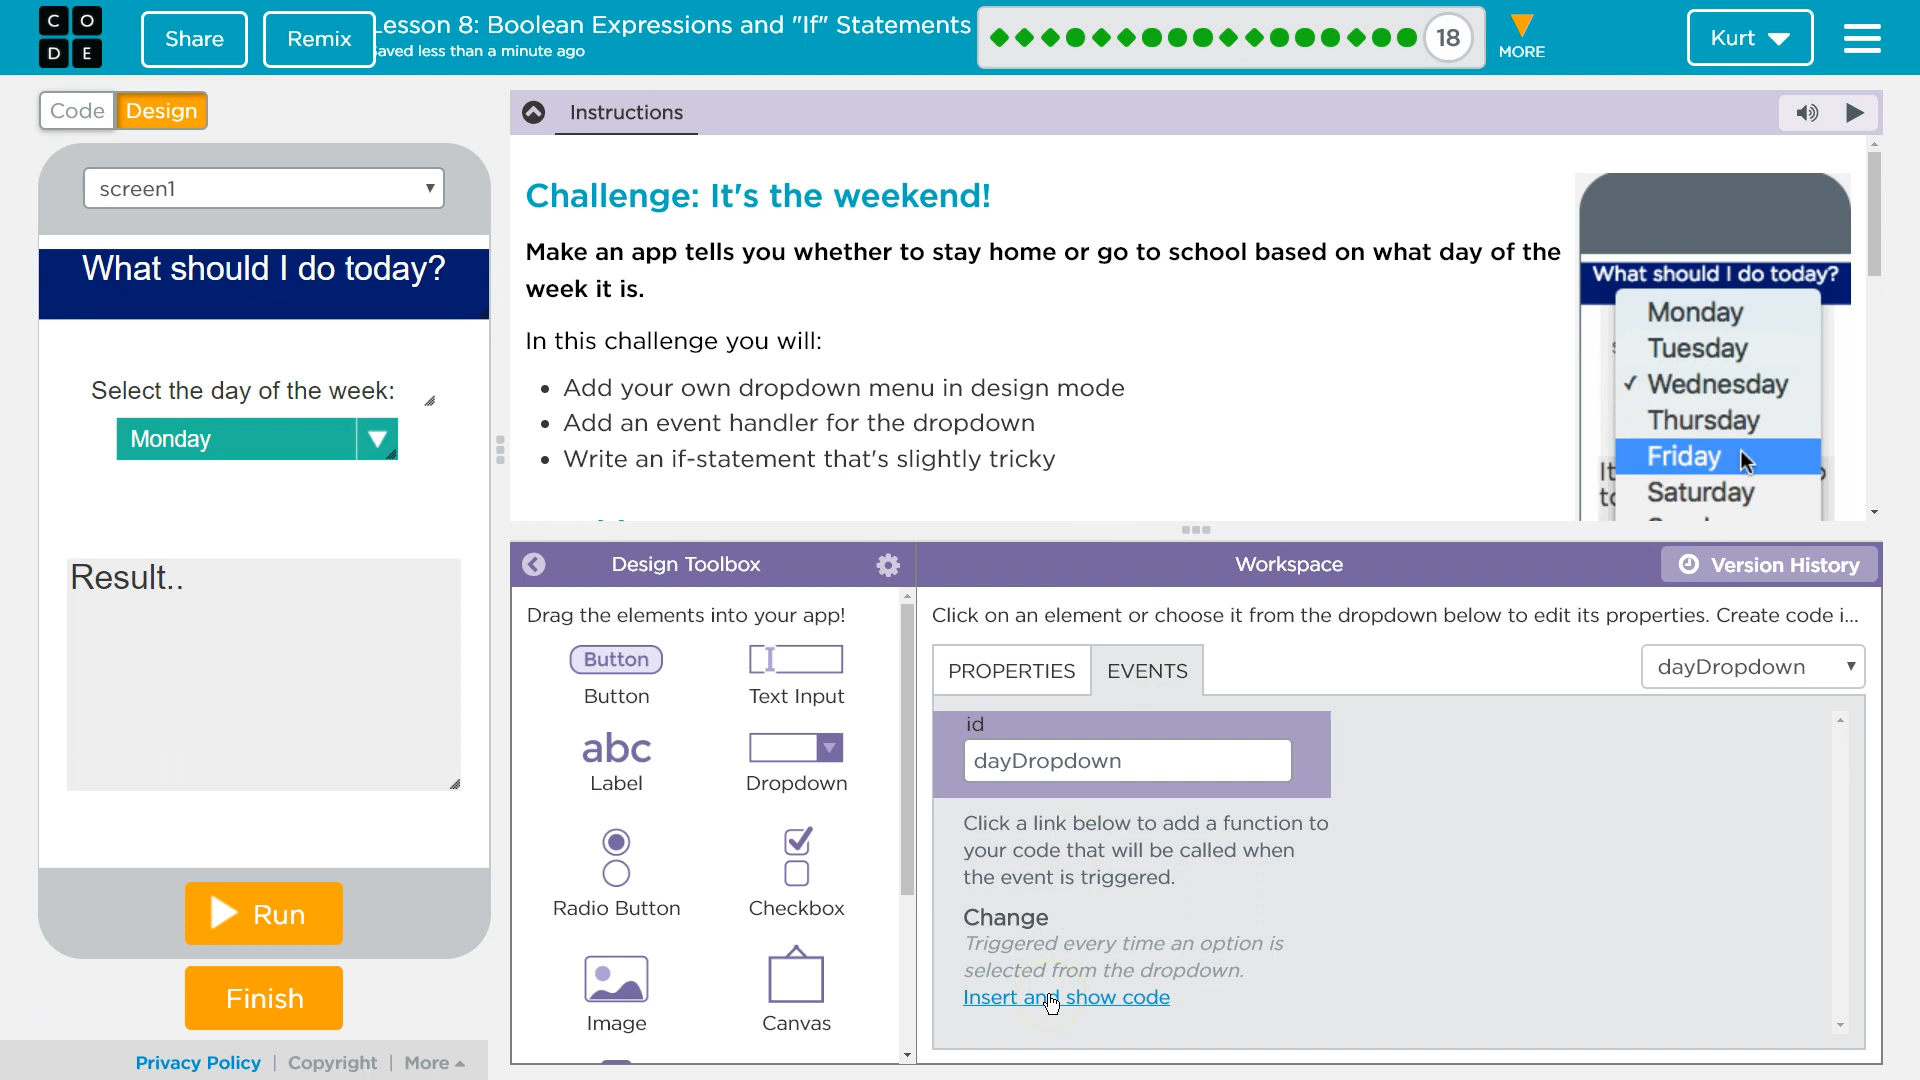 C O
D E
Share
Remix
Lesson 8: Boolean Expressions and "If" Statements
saved less than a minute ago
18
MORE
Kurt
Code
Design
Instructions
screen1
Challenge: It's the weekend!
Make an app tells you whether to stay home or go to school based on what day of the
week it is.
In this challenge you will:
• Add your own dropdown menu in design mode
• Add an event handler for the dropdown
• Write an if-statement that's slightly tricky
What should I do today?
Monday
Tuesday
✓ Wednesday
Thursday
Friday
Saturday
What should I do today?
Select the day of the week:
Monday
Result..
Run
Finish
Privacy Policy | Copyright | More
Design Toolbox
Workspace
Version History
Drag the elements into your app!
Button
Button
Text Input
abc
Label
Dropdown
Radio Button
Checkbox
Image
Canvas
Click on an element or choose it from the dropdown below to edit its properties. Create code i...
PROPERTIES
EVENTS
dayDropdown
id
dayDropdown
Click a link below to add a function to
your code that will be called when
the event is triggered.
Change
Triggered every time an option is
selected from the dropdown.
Insert and show code